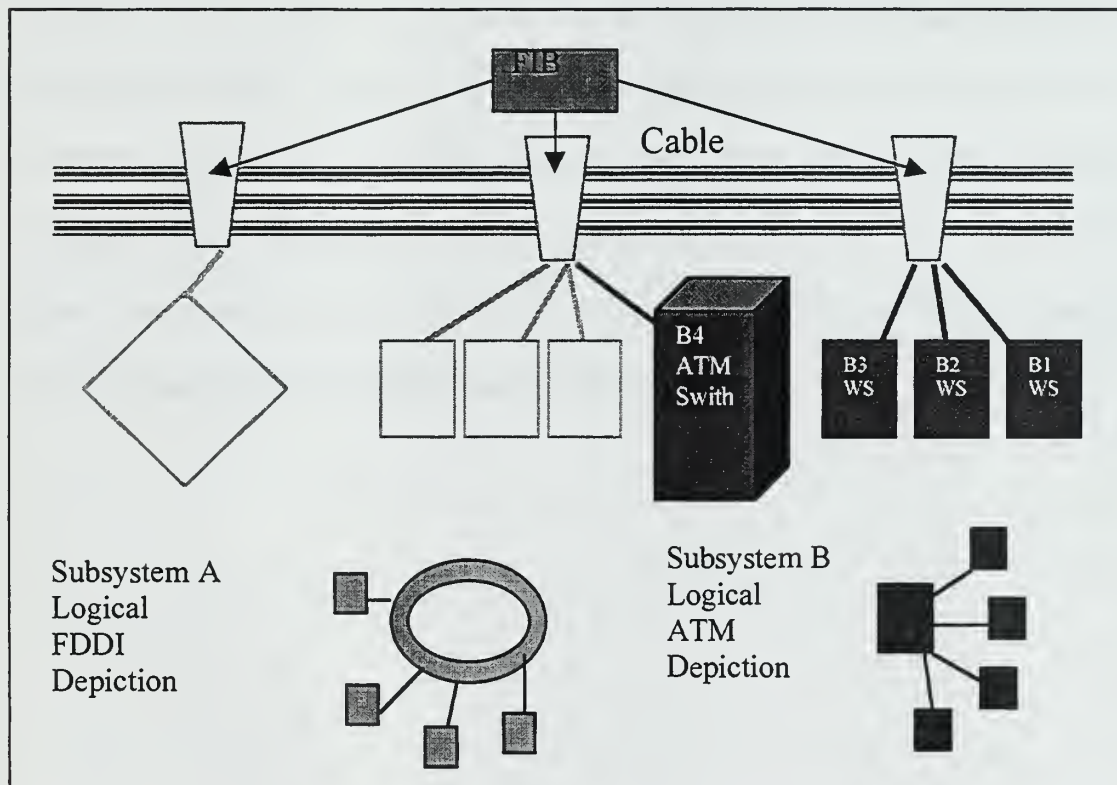 FIB
Cable
B4
ATM
Swith
B3
WS
B2
WS
B1
WS
Subsystem A
Logical
FDDI
Depiction
Subsystem B
Logical
ATM
Depiction